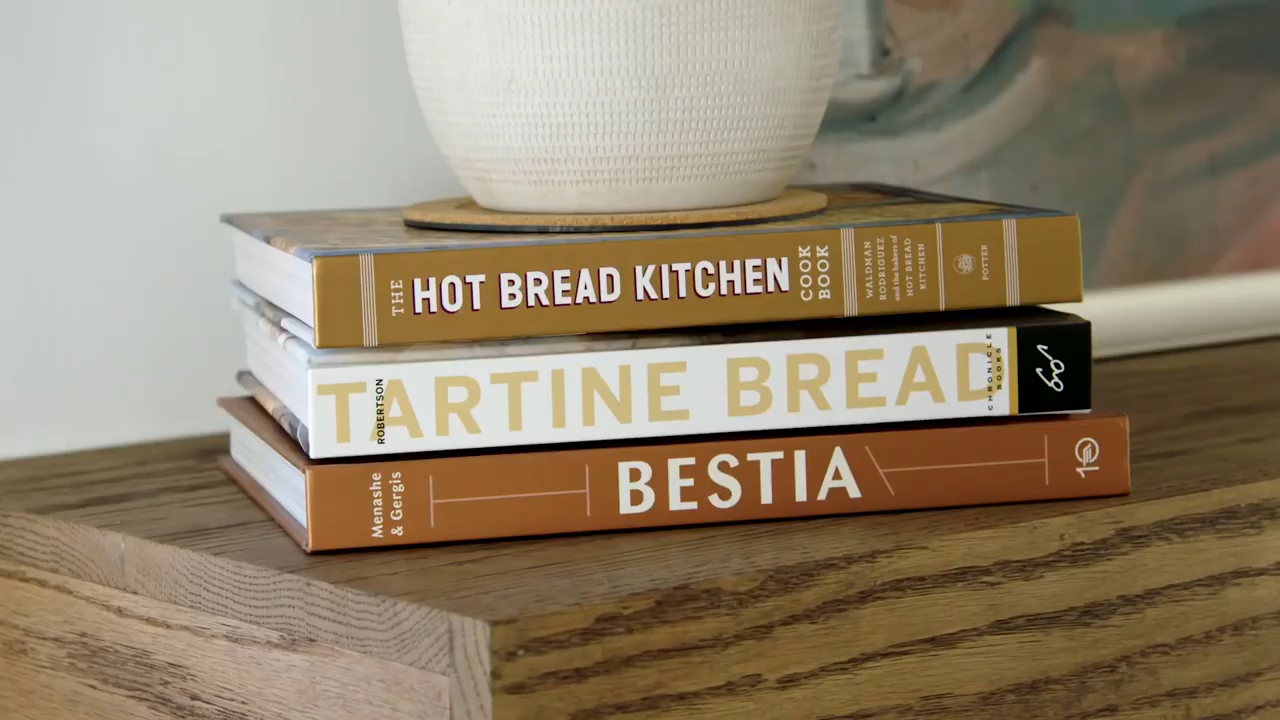 THE HOT BREAD KITCHEN COOK BOOK
WALDMAN
RODRIGUEZ
and the bakers of
HOT BREAD
KITCHEN
POTTER
ROBERTSON
TARTINE BREAD
CHRONICLE
BOOKS
Menashe
& Gergis
BESTIA
10